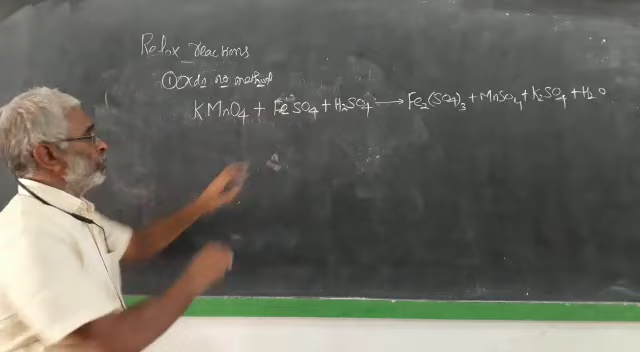 Redox reactions
① Oxdn no method
KMnO₄ + FeSO₄ + H₂SO₄ → Fe₂(SO₄)₃ + MnSO₄ + K₂SO₄ + H₂O